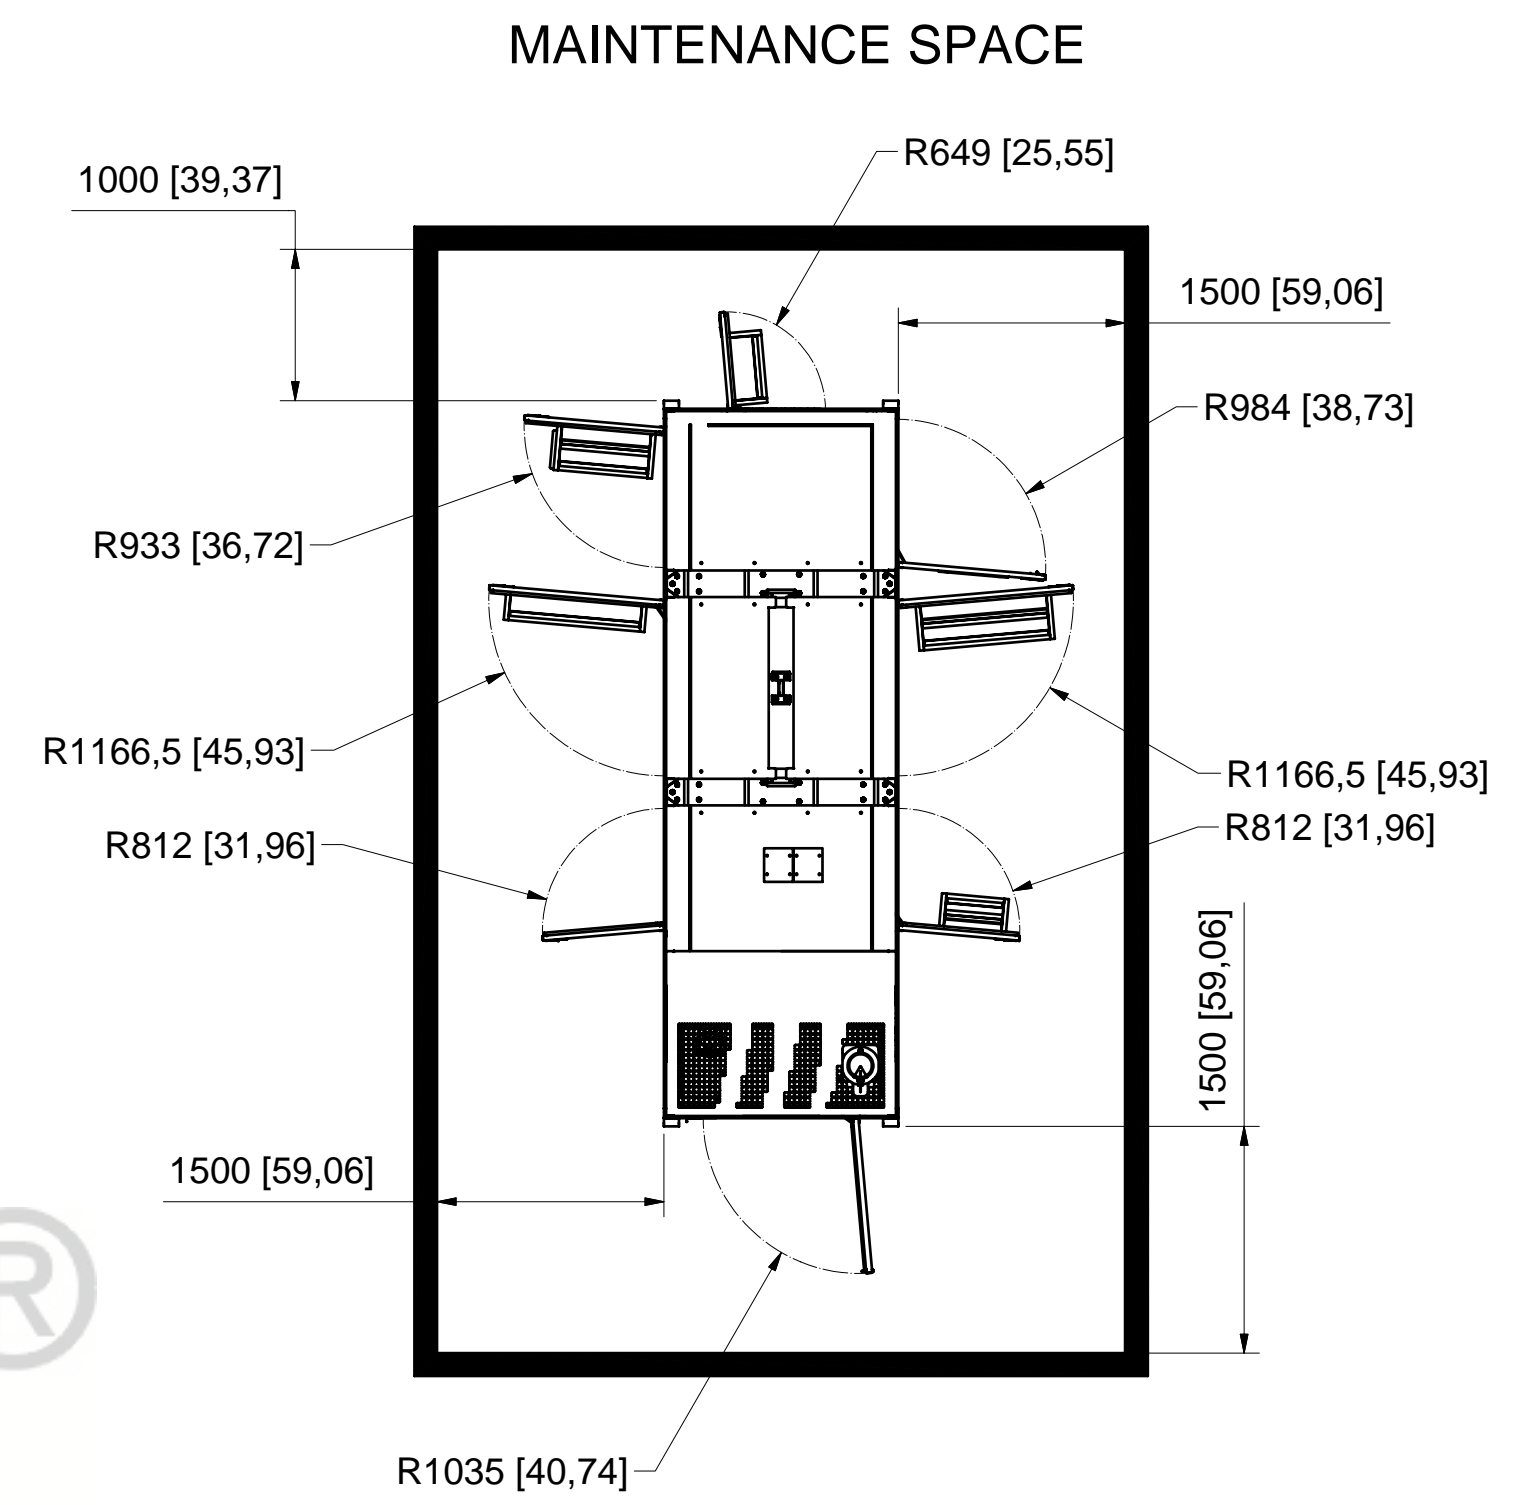 MAINTENANCE SPACE
R649 [25,55]
1000 [39,37]
1500 [59,06]
R984 [38,73]
R933 [36,72]
R1166,5 [45,93]
R1166,5 [45,93]
R812 [31,96]
R812 [31,96]
1500 [59,06]
1500 [59,06]
R1035 [40,74]
®